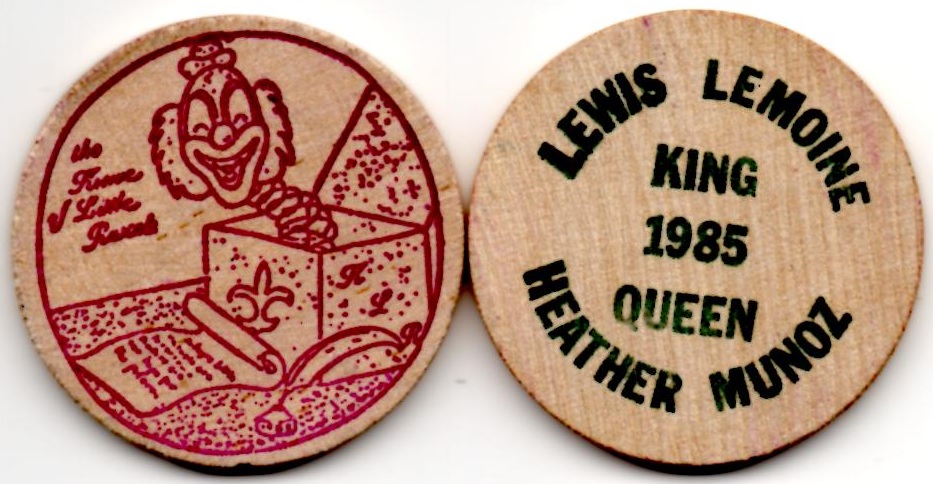 the
Krewe
of Little
Rascals
K
L
R
LEWIS LEMOINE
KING
1985
QUEEN
HEATHER MUNOZ